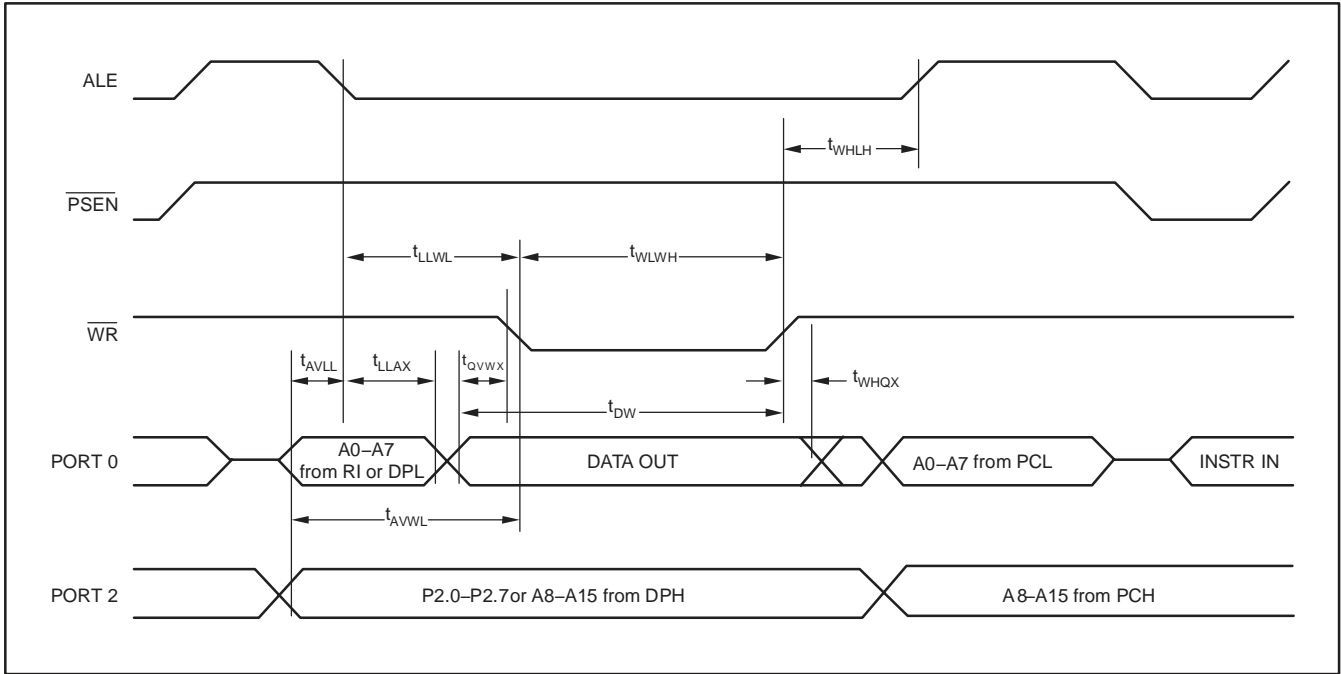 ALE
tWHLH
PSEN
tLLWL
tWLWH
WR
tAVLL
tLLAX
tQVWX
tWHQX
tDW
PORT 0
A0–A7
from RI or DPL
DATA OUT
A0–A7 from PCL
INSTR IN
tAVWL
PORT 2
P2.0–P2.7or A8–A15 from DPH
A8–A15 from PCH